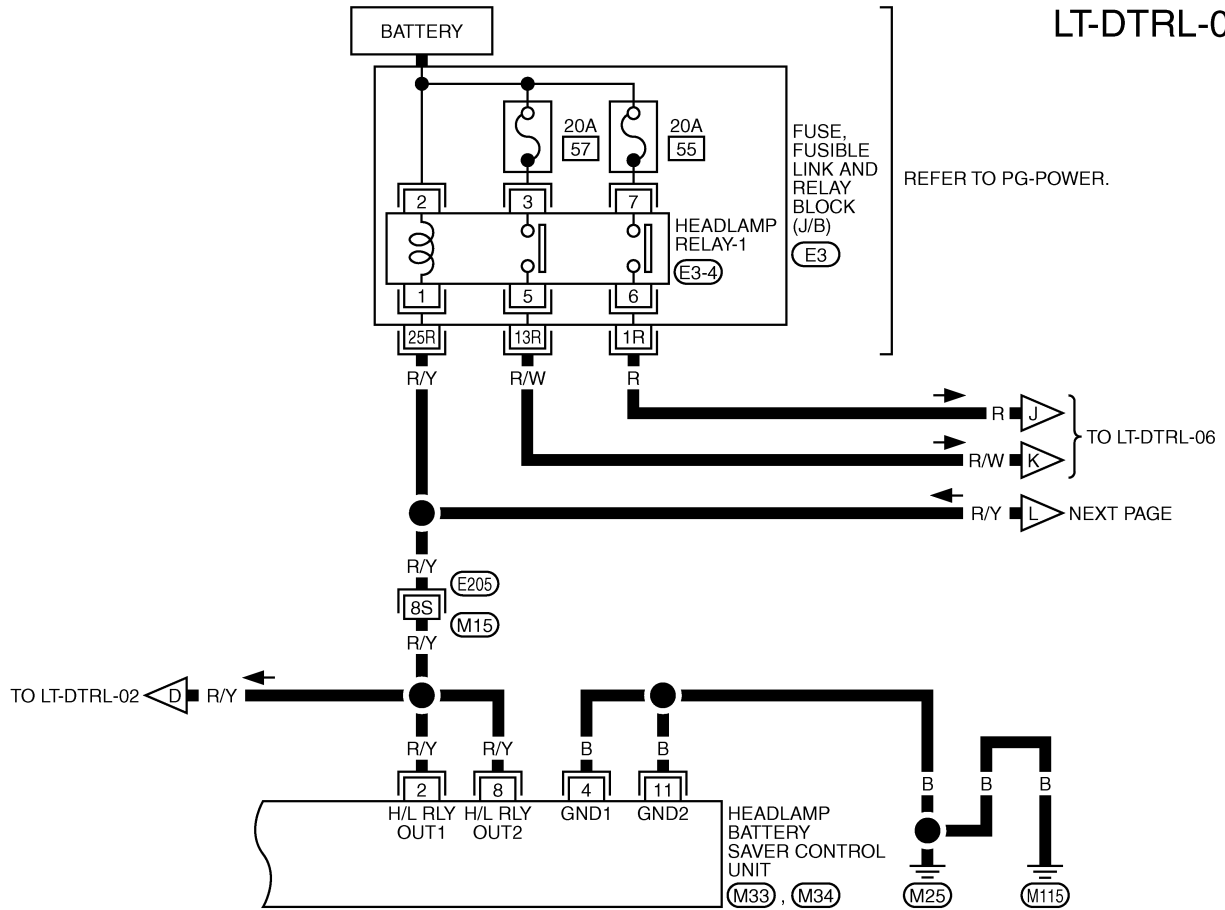 LT-DTRL-0
BATTERY
20A
57
20A
55
FUSE,
FUSIBLE
LINK AND
RELAY
BLOCK
(J/B)
E3
REFER TO PG-POWER.
2
3
7
HEADLAMP
RELAY-1
E3-4
1
5
6
25R
13R
1R
R/Y
R/W
R
R
J
R/W
K
TO LT-DTRL-06
R/Y
L
NEXT PAGE
R/Y
E205
8S
M15
R/Y
TO LT-DTRL-02
D
R/Y
R/Y
R/Y
B
B
B
B
B
2
8
4
11
H/L RLY
OUT1
H/L RLY
OUT2
GND1
GND2
HEADLAMP
BATTERY
SAVER CONTROL
UNIT
M33 , M34
M25
M115